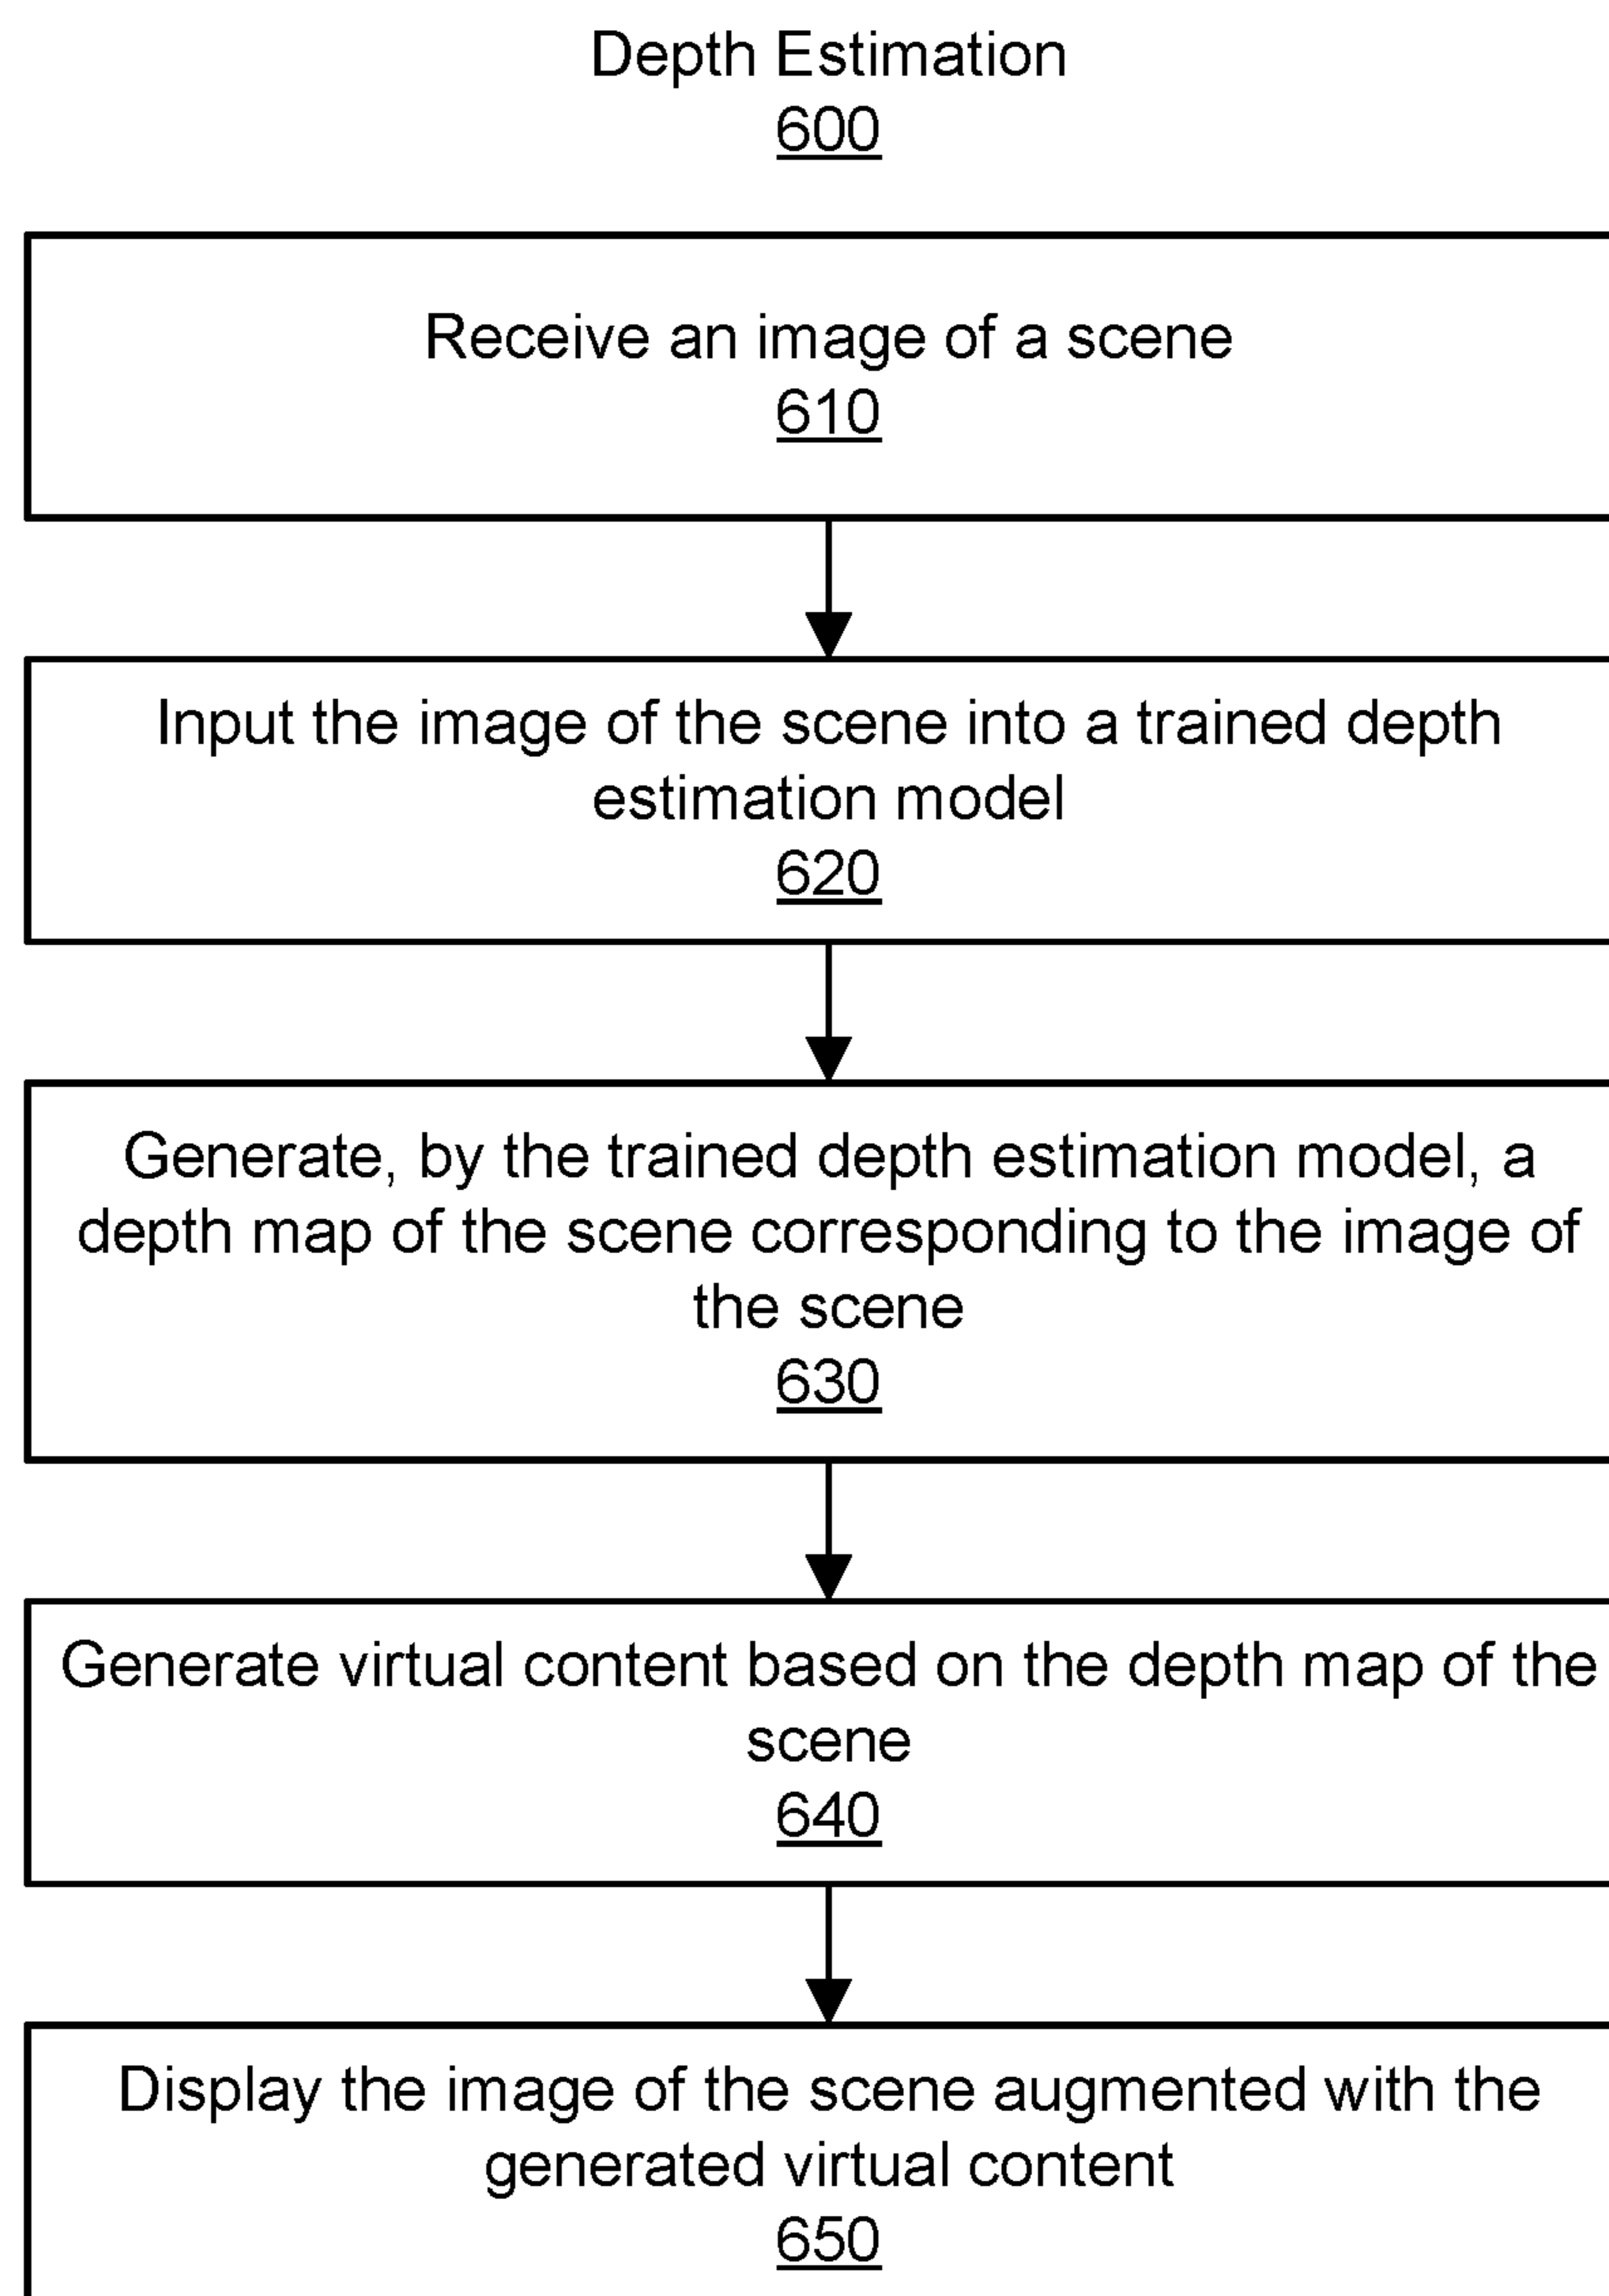 Depth Estimation
600
Receive an image of a scene
610
Input the image of the scene into a trained depth
estimation model
620
Generate, by the trained depth estimation model, a
depth map of the scene corresponding to the image of
the scene
630
Generate virtual content based on the depth map of the
scene
640
Display the image of the scene augmented with the
generated virtual content
650